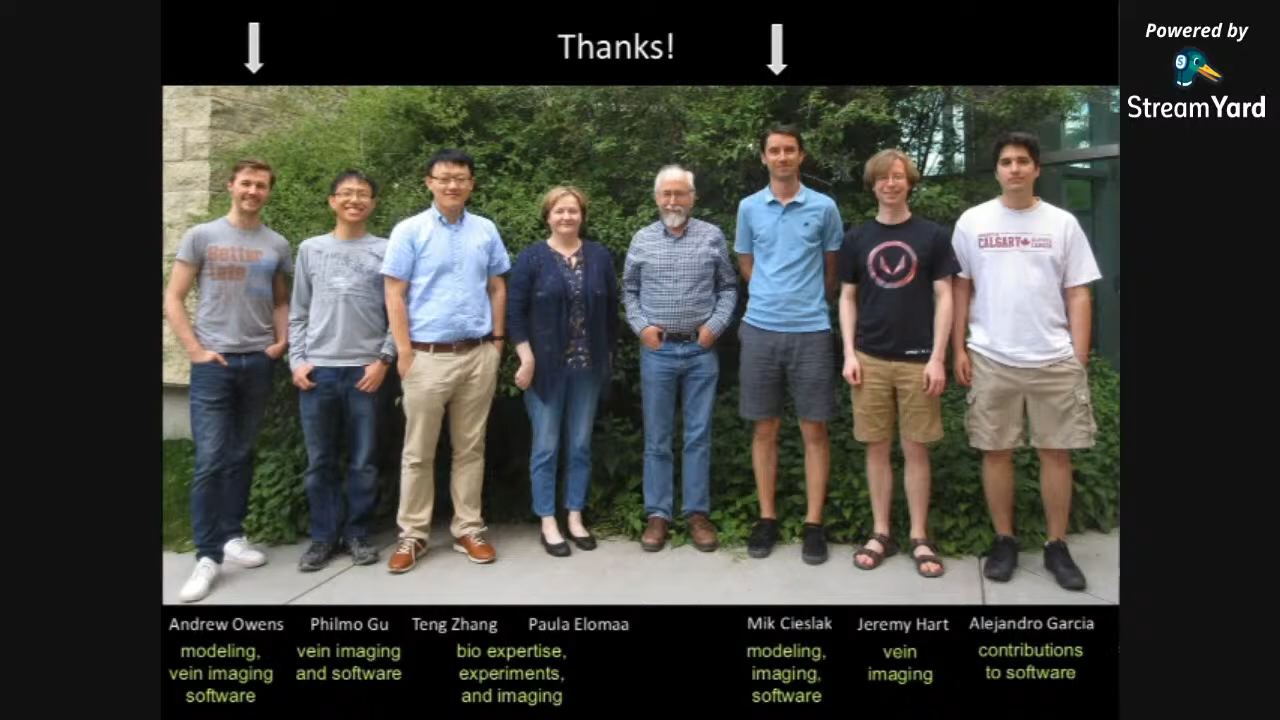 Thanks!
Powered by
StreamYard
Better
CALGARY
Andrew Owens
modeling,
vein imaging
software
Philmo Gu
vein imaging
and software
Teng Zhang
Paula Elomaa
bio expertise,
experiments,
and imaging
Mik Cieslak
modeling,
imaging,
software
Jeremy Hart
vein
imaging
Alejandro Garcia
contributions
to software